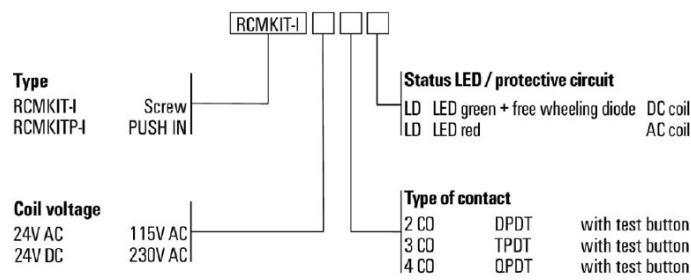 RCMKIT-I
Type
RCMKIT-I Screw
RCMKITP-I PUSH IN
Status LED / protective circuit
LD LED green + free wheeling diode DC coil
LD LED red AC coil
Coil voltage
24V AC 115V AC
24V DC 230V AC
Type of contact
2 CO DPDT with test button
3 CO TPDT with test button
4 CO QPDT with test button